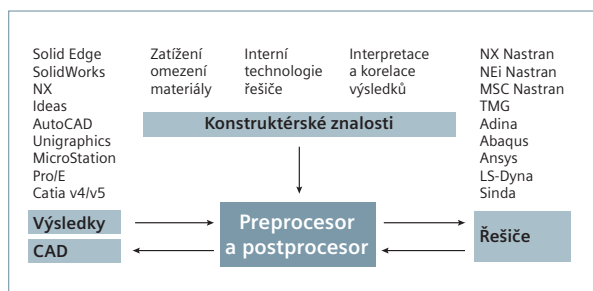 Solid Edge
SolidWorks
NX
Ideas
AutoCAD
Unigraphics
MicroStation
Pro/E
Catia v4/v5
Zatížení
omezení
materiály
Interní
technologie
řešiče
Interpretace
a korelace
výsledků
NX Nastran
NEi Nastran
MSC Nastran
TMG
Adina
Abaqus
Ansys
LS-Dyna
Sinda
Konstruktérské znalosti
Výsledky
CAD
Preprocesor
a postprocesor
Řešiče